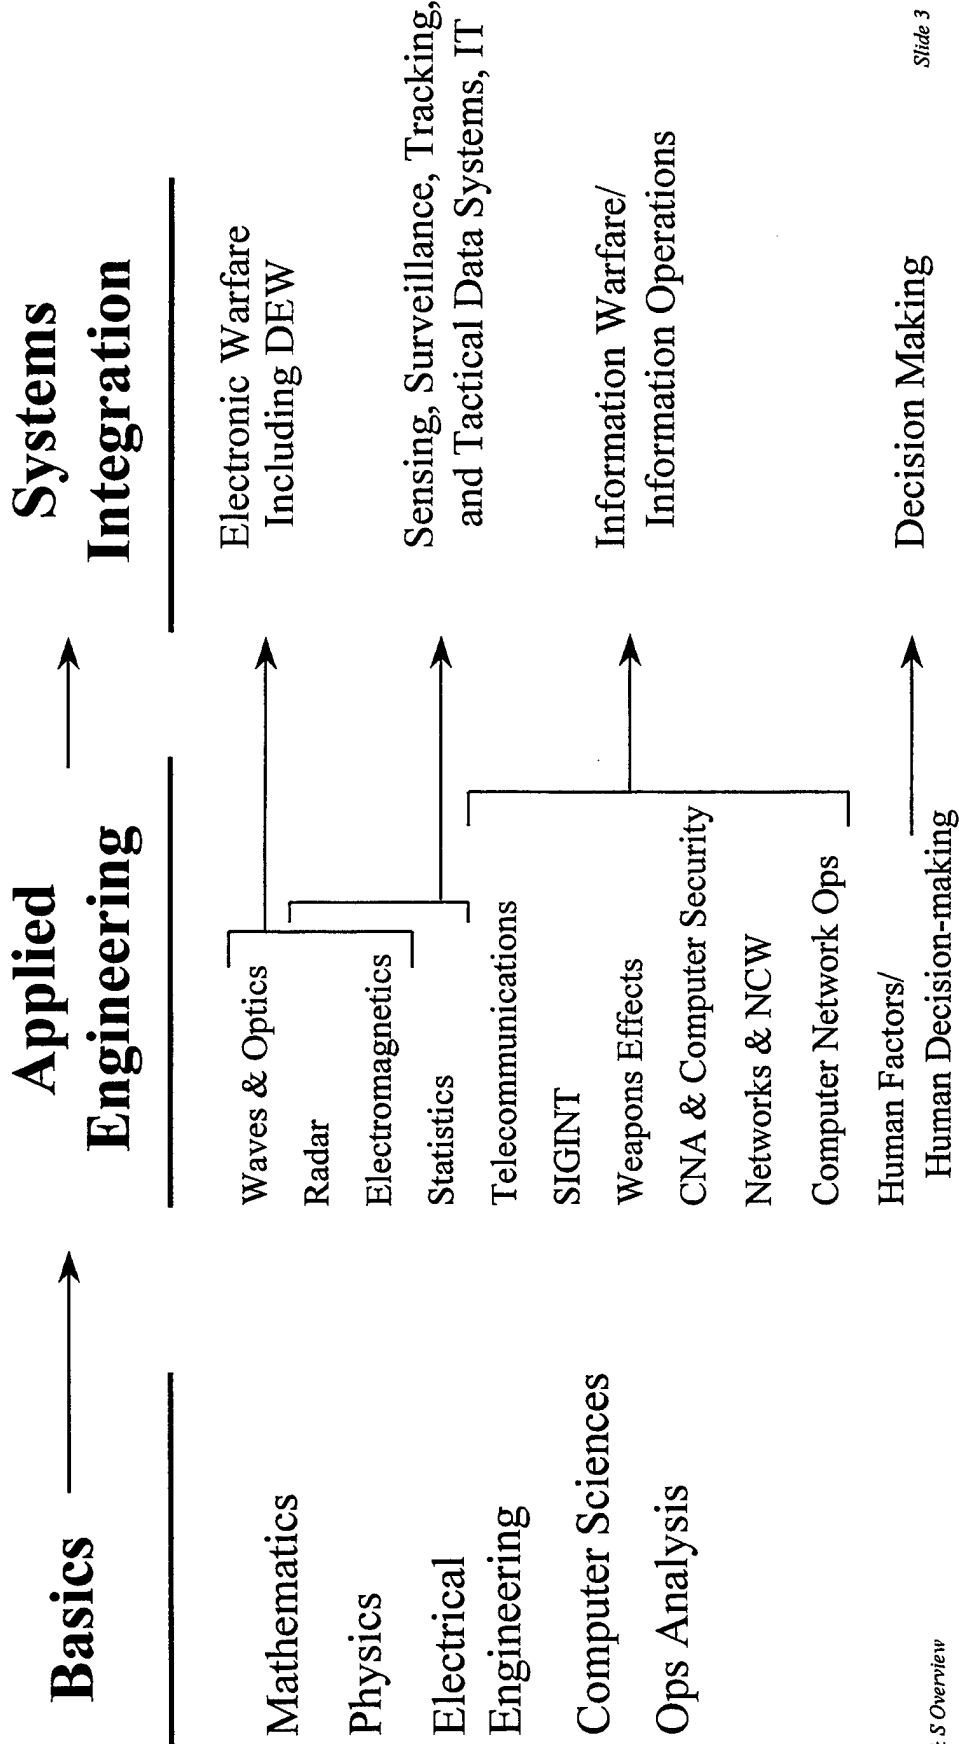 Basics
Applied
Engineering
Systems
Integration
Mathematics
Physics
Electrical
Engineering
Computer Sciences
Ops Analysis
Waves & Optics
Radar
Electromagnetics
Statistics
Telecommunications
SIGINT
Weapons Effects
CNA & Computer Security
Networks & NCW
Computer Network Ops
Human Factors/
Human Decision-making
Electronic Warfare
Including DEW
Sensing, Surveillance, Tracking,
and Tactical Data Systems, IT
Information Warfare/
Information Operations
Decision Making
S Overview
Slide 3